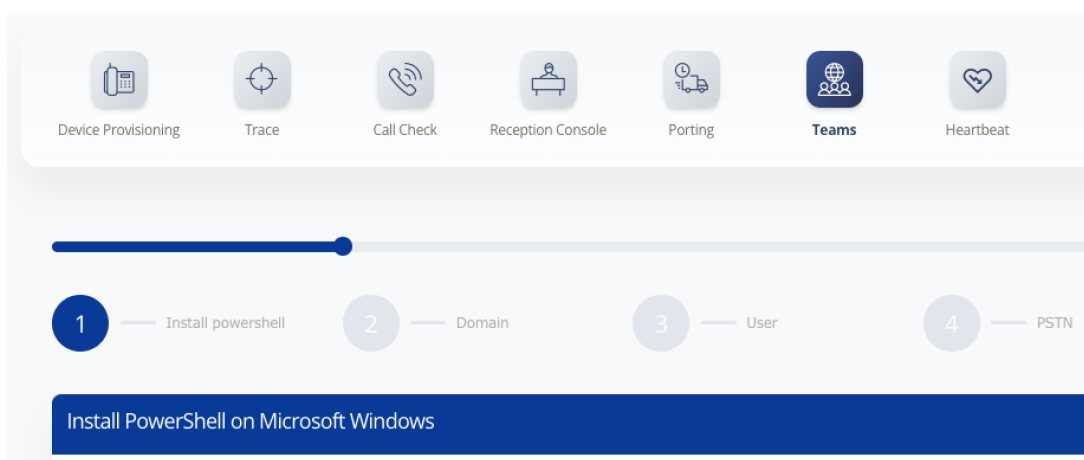 Device Provisioning Trace Call Check Reception Console Porting Teams Heartbeat
1 Install powershell 2 Domain 3 User 4 PSTN
Install PowerShell on Microsoft Windows